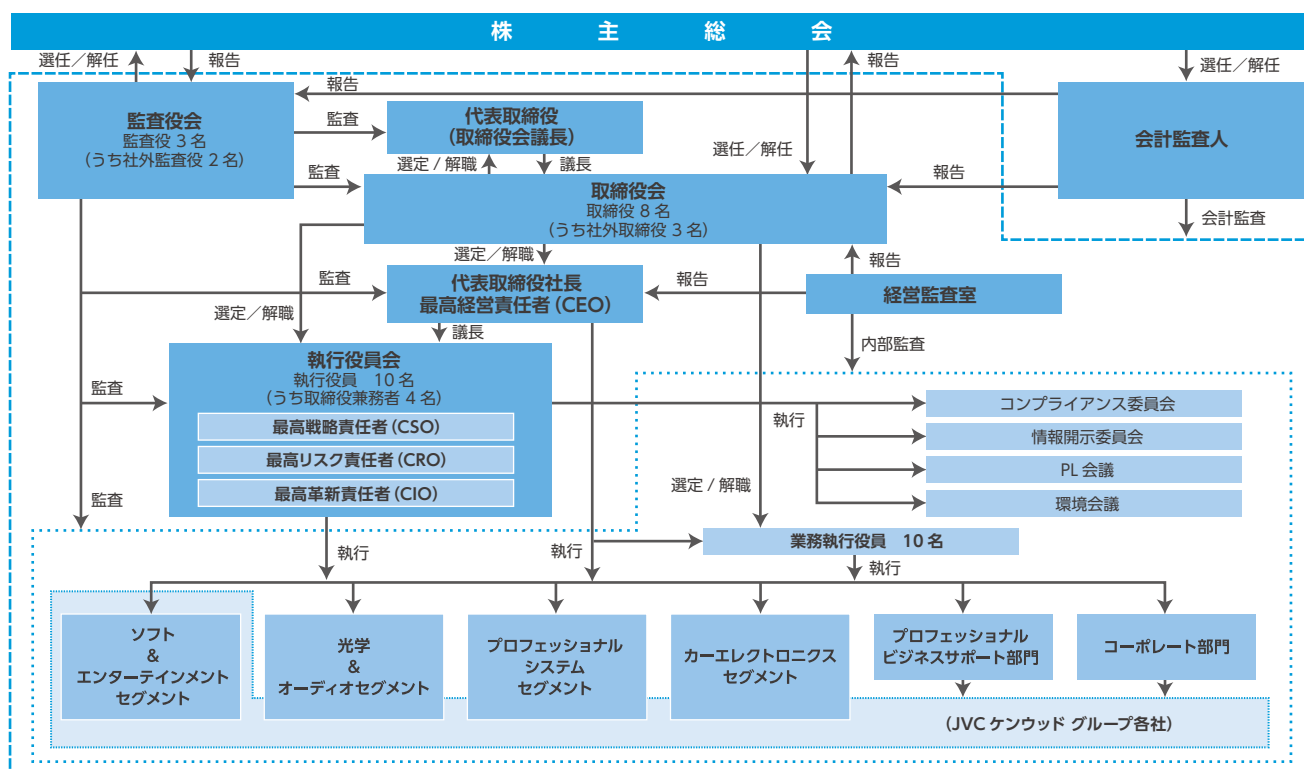 株主総会
選任／解任
報告
選任／解任
報告
選任／解任
報告
監査役会
監査役 3 名
(うち社外監査役 2 名)
監査
代表取締役
(取締役会議長)
会計監査人
選定 / 解職
議長
監査
取締役会
取締役 8 名
(うち社外取締役 3 名)
報告
会計監査
選定／解職
監査
代表取締役社長
最高経営責任者 (CEO)
報告
報告
経営監査室
選定／解職
議長
内部監査
監査
執行役員会
執行役員　10 名
(うち取締役兼務者 4 名)
最高戦略責任者 (CSO)
最高リスク責任者 (CRO)
最高革新責任者 (CIO)
執行
コンプライアンス委員会
情報開示委員会
PL 会議
環境会議
監査
選定 / 解職
業務執行役員　10 名
執行
執行
執行
ソフト
&
エンターテインメント
セグメント
光学
&
オーディオセグメント
プロフェッショナル
システム
セグメント
カーエレクトロニクス
セグメント
プロフェッショナル
ビジネスサポート部門
コーポレート部門
(JVC ケンウッド グループ各社)